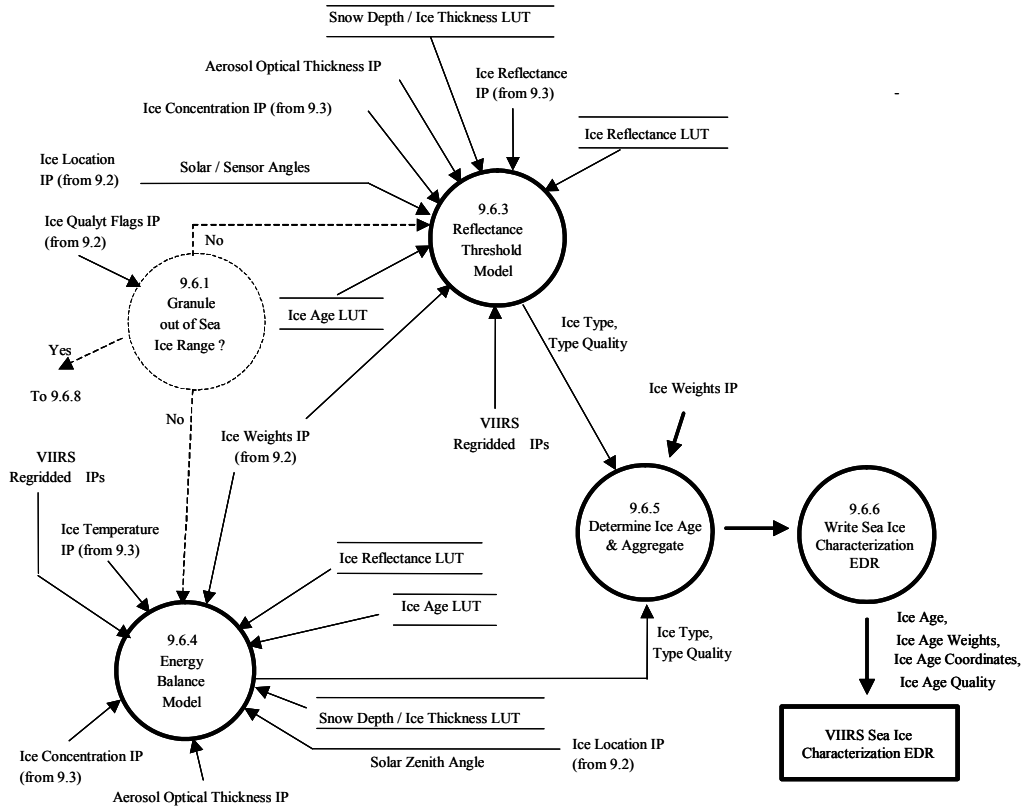 Snow Depth / Ice Thickness LUT
Aerosol Optical Thickness IP
Ice Reflectance
IP (from 9.3)
Ice Concentration IP (from 9.3)
Ice Reflectance LUT
Ice Location
IP (from 9.2)
Solar / Sensor Angles
Ice Qualyt Flags IP
(from 9.2)
No
9.6.3
Reflectance
Threshold
Model
9.6.1
Granule
out of Sea
Ice Range ?
Ice Age LUT
Yes
To 9.6.8
No
Ice Type,
Type Quality
Ice Weights IP
(from 9.2)
VIIRS
Regridded IPs
Ice Weights IP
VIIRS
Regridded IPs
Ice Temperature
IP (from 9.3)
9.6.5
Determine Ice Age
& Aggregate
9.6.6
Write Sea Ice
Characterization
EDR
Ice Reflectance LUT
Ice Age LUT
9.6.4
Energy
Balance
Model
Ice Type,
Type Quality
Ice Age,
Ice Age Weights,
Ice Age Coordinates,
Ice Age Quality
Snow Depth / Ice Thickness LUT
Ice Concentration IP
(from 9.3)
Solar Zenith Angle
Ice Location IP
(from 9.2)
VIIRS Sea Ice
Characterization EDR
Aerosol Optical Thickness IP